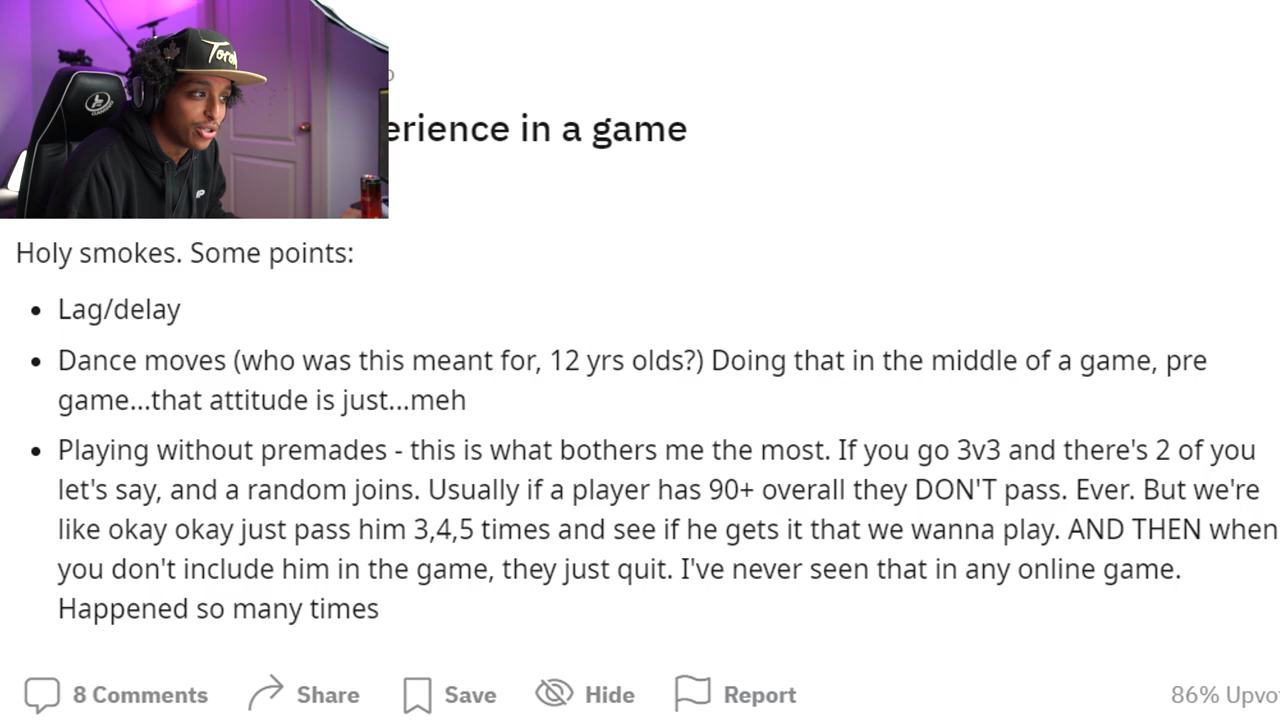 erience in a game
Holy smokes. Some points:
Lag/delay
Dance moves (who was this meant for, 12 yrs olds?) Doing that in the middle of a game, pre
game...that attitude is just...meh
Playing without premades - this is what bothers me the most. If you go 3v3 and there's 2 of you
let's say, and a random joins. Usually if a player has 90+ overall they DON'T pass. Ever. But we're
like okay okay just pass him 3,4,5 times and see if he gets it that we wanna play. AND THEN when
you don't include him in the game, they just quit. I've never seen that in any online game.
Happened so many times
8 Comments Share Save Hide Report 86% Upvo